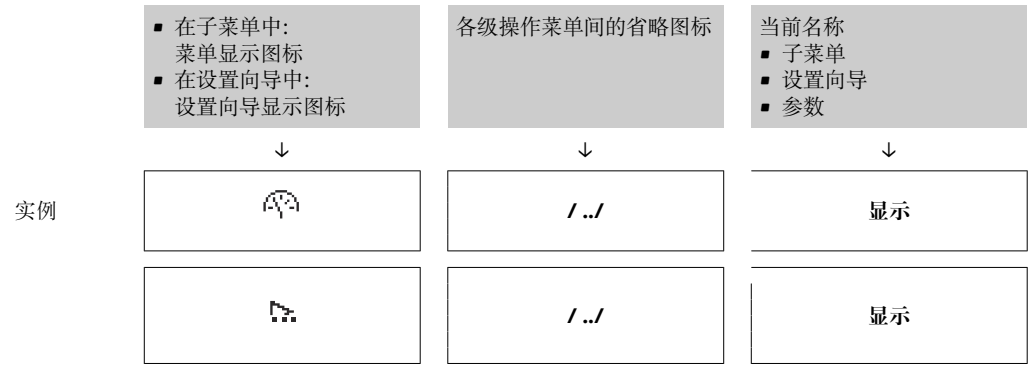 ▪ 在子菜单中:
菜单显示图标
▪ 在设置向导中:
设置向导显示图标
各级操作菜单间的省略图标
当前名称
▪ 子菜单
▪ 设置向导
▪ 参数
↓ ↓ ↓
实例
/ ../
显示
/ ../
显示